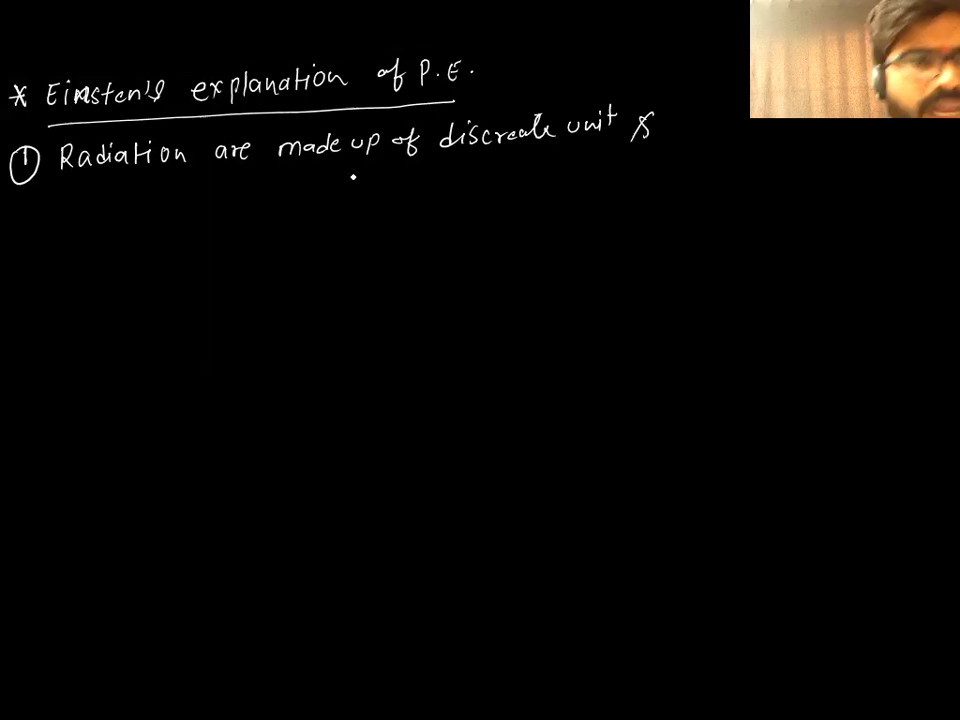 * Einsten's explanation of P.E.
① Radiation are made up of discreate unit &